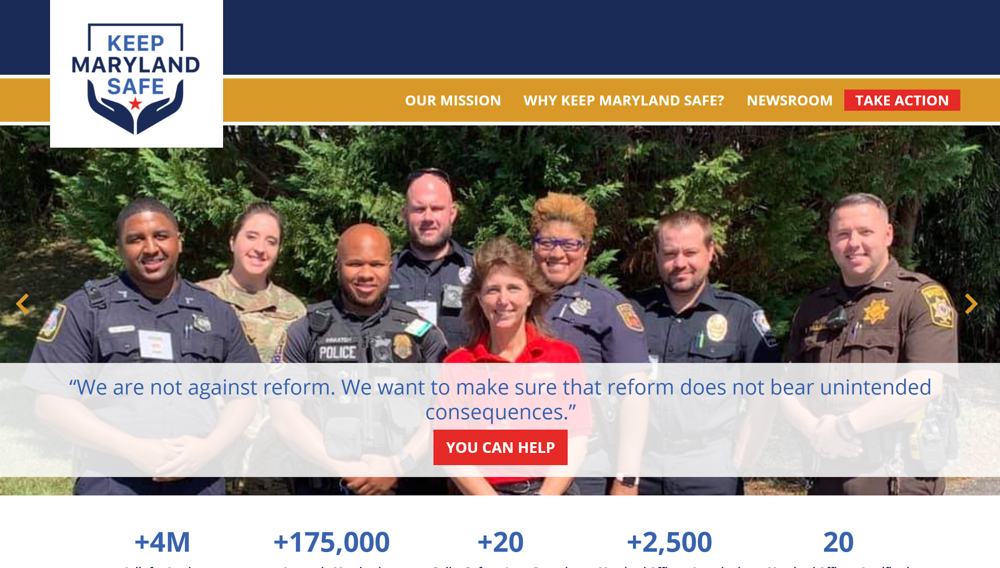 KEEP
MARYLAND
SAFE
OUR MISSION WHY KEEP MARYLAND SAFE? NEWSROOM TAKE ACTION
POLICE
“We are not against reform. We want to make sure that reform does not bear unintended
consequences.”
YOU CAN HELP
+4M +175,000 +20 +2,500 20